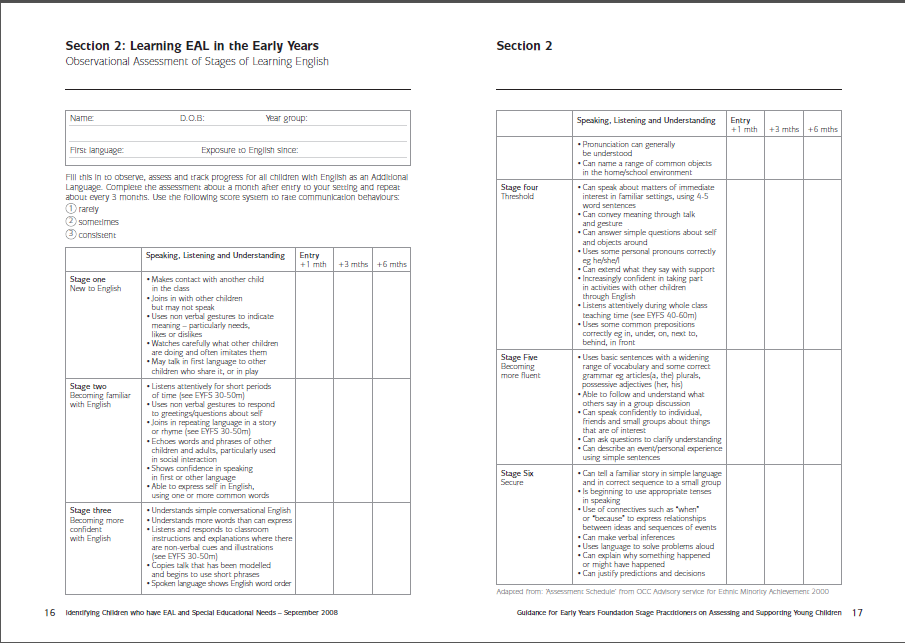 Section 2: Learning EAL in the Early Years
Observational Assessment of Stages of Learning English
Name: D.O.B: Year group:
First language: Exposure to English since:
Fill this in to observe, assess and track progress for all children with English as an Additional
Language. Complete the assessment about a month after entry to your setting and repeat
about every 3 months. Use the following score system to rate communication behaviours:
1 rarely
2 sometimes
3 consistent
Speaking, Listening and Understanding Entry
+1 mth +3 mths +6 mths
Stage one
New to English
• Makes contact with another child
in the class
• Joins in with other children
but may not speak
• Uses non verbal gestures to indicate
meaning – particularly needs,
likes or dislikes
• Watches carefully what other children
are doing and often imitates them
• May talk in first language to other
children who share it, or in play
Stage two
Becoming familiar
with English
• Listens attentively for short periods
of time (see EYFS 30-50m)
• Uses non verbal gestures to respond
to greetings/questions about self
• Joins in repeating language in a story
or rhyme (see EYFS 30-50m)
• Echoes words and phrases of other
children and adults, particularly used
in social interaction
• Shows confidence in speaking
in first or other language
• Able to express self in English,
using one or more common words
Stage three
Becoming more
confident
with English
• Understands simple conversational English
• Understands more words than can express
• Listens and responds to classroom
instructions and explanations where there
are non-verbal cues and illustrations
(see EYFS 30-50m)
• Copies talk that has been modelled
and begins to use short phrases
• Spoken language shows English word order
16 Identifying Children who have EAL and Special Educational Needs – September 2008
Section 2
Speaking, Listening and Understanding Entry
+1 mth +3 mths +6 mths
• Pronunciation can generally
be understood
• Can name a range of common objects
in the home/school environment
Stage four
Threshold
• Can speak about matters of immediate
interest in familiar settings, using 4-5
word sentences
• Can convey meaning through talk
and gesture
• Can answer simple questions about self
and objects around
• Uses some personal pronouns correctly
eg he/she/I
• Can extend what they say with support
• Increasingly confident in taking part
in activities with other children
through English
• Listens attentively during whole class
teaching time (see EYFS 40-60m)
• Uses some common prepositions
correctly eg in, under, on, next to,
behind, in front
Stage Five
Becoming
more fluent
• Uses basic sentences with a widening
range of vocabulary and some correct
grammar eg articles(a, the) plurals,
possessive adjectives (her, his)
• Able to follow and understand what
others say in a group discussion
• Can speak confidently to individual,
friends and small groups about things
that are of interest
• Can ask questions to clarify understanding
• Can describe an event/personal experience
using simple sentences
Stage Six
Secure
• Can tell a familiar story in simple language
and in correct sequence to a small group
• Is beginning to use appropriate tenses
in speaking
• Use of connectives such as "when"
or "because" to express relationships
between ideas and sequences of events
• Can make verbal inferences
• Uses language to solve problems aloud
• Can explain why something happened
or might have happened
• Can justify predictions and decisions
Adapted from: 'Assessment Schedule' from OCC Advisory service for Ethnic Minority Achievement 2000
Guidance for Early Years Foundation Stage Practitioners on Assessing and Supporting Young Children 17